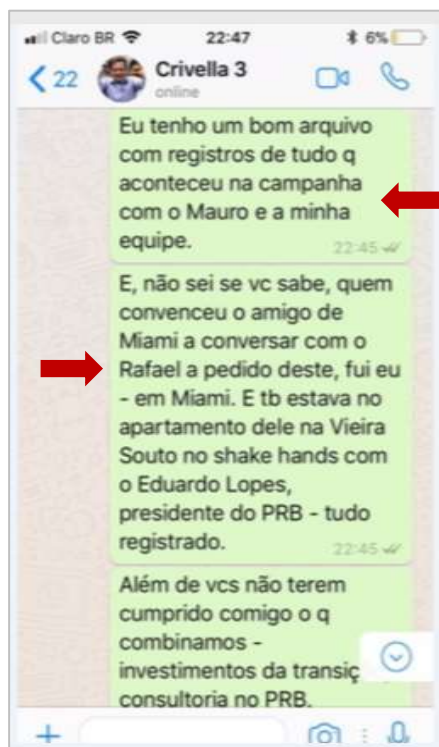 Claro BR 22:47 6%
22 Crivella 3
online
Eu tenho um bom arquivo
com registros de tudo q
aconteceu na campanha
com o Mauro e a minha
equipe. 22:45
E, não sei se vc sabe, quem
convenceu o amigo de
Miami a conversar com o
Rafael a pedido deste, fui eu
- em Miami. E tb estava no
apartamento dele na Vieira
Souto no shake hands com
o Eduardo Lopes,
presidente do PRB - tudo
registrado. 22:45
Além de vcs não terem
cumprido comigo o q
combinamos -
investimentos da
consultoria no PRB.